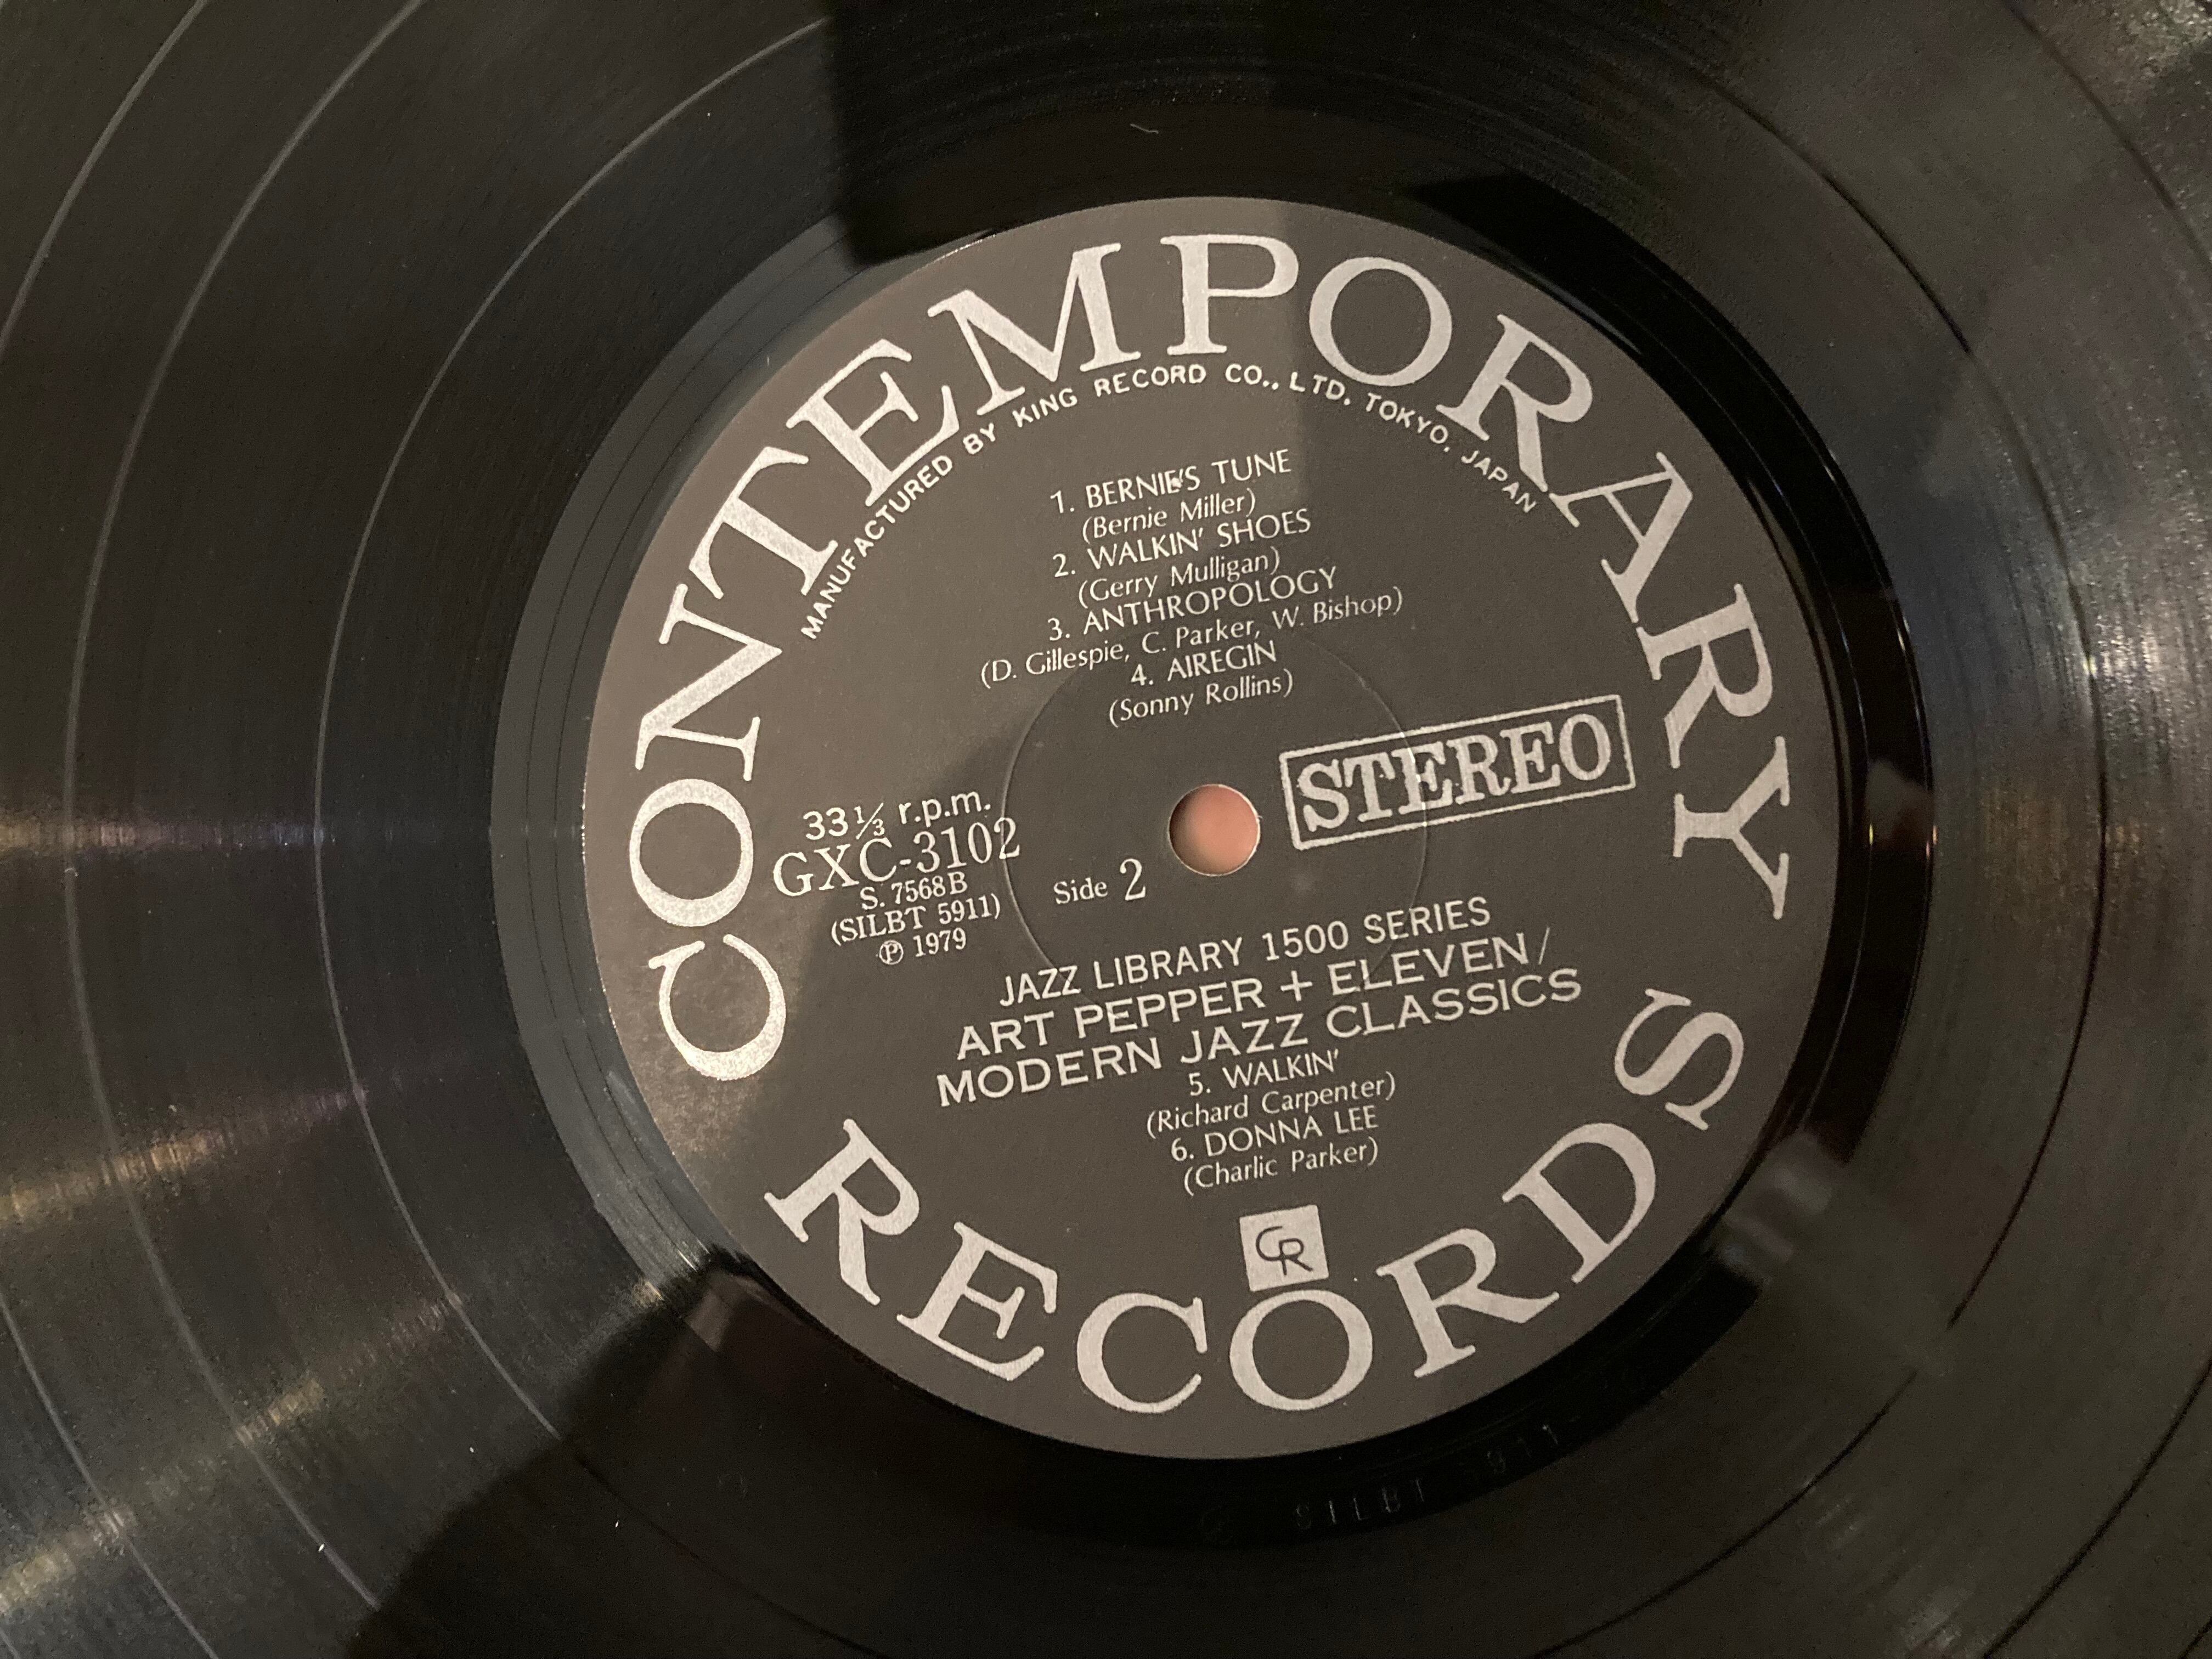 CONTEMPORARY
MANUFACTURED BY KING RECORD CO., LTD. TOKYO, JAPAN
1. BERNIE'S TUNE
(Bernie Miller)
2. WALKIN' SHOES
(Gerry Mulligan)
3. ANTHROPOLOGY
(D. Gillespie, C. Parker, W. Bishop)
4. AIREGIN
(Sonny Rollins)
STEREO
33⅓ r.p.m.
GXC-3102
S. 7568B
(SILBT 5911)
Ⓟ 1979
Side 2
JAZZ LIBRARY 1500 SERIES
ART PEPPER + ELEVEN/
MODERN JAZZ CLASSICS
5. WALKIN'
(Richard Carpenter)
6. DONNA LEE
(Charlic Parker)
CR
RECORDS
SILBT 5911